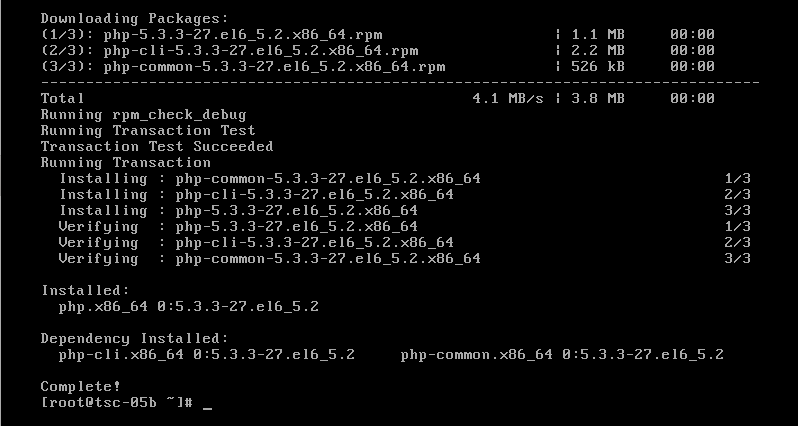 Downloading Packages:
(1/3): php-5.3.3-27.el6_5.2.x86_64.rpm | 1.1 MB 00:00
(2/3): php-cli-5.3.3-27.el6_5.2.x86_64.rpm | 2.2 MB 00:00
(3/3): php-common-5.3.3-27.el6_5.2.x86_64.rpm | 526 kB 00:00
--------------------------------------------------------------------------------
Total 4.1 MB/s | 3.8 MB 00:00
Running rpm_check_debug
Running Transaction Test
Transaction Test Succeeded
Running Transaction
Installing : php-common-5.3.3-27.el6_5.2.x86_64 1/3
Installing : php-cli-5.3.3-27.el6_5.2.x86_64 2/3
Installing : php-5.3.3-27.el6_5.2.x86_64 3/3
Verifying : php-5.3.3-27.el6_5.2.x86_64 1/3
Verifying : php-cli-5.3.3-27.el6_5.2.x86_64 2/3
Verifying : php-common-5.3.3-27.el6_5.2.x86_64 3/3
Installed:
php.x86_64 0:5.3.3-27.el6_5.2
Dependency Installed:
php-cli.x86_64 0:5.3.3-27.el6_5.2 php-common.x86_64 0:5.3.3-27.el6_5.2
Complete!
[root@tsc-05b ~]# _